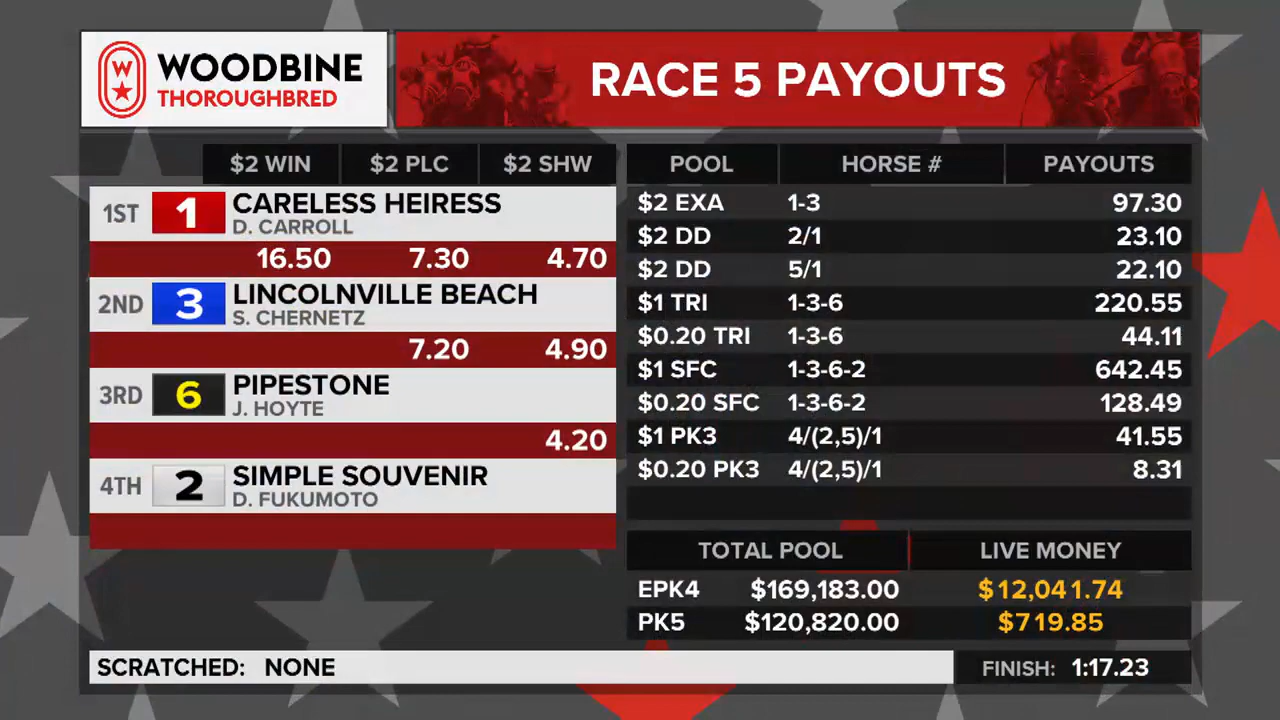 WOODBINE
THOROUGHBRED
RACE 5 PAYOUTS
$2 WIN $2 PLC $2 SHW
1ST 1 CARELESS HEIRESS
D. CARROLL
16.50 7.30 4.70
2ND 3 LINCOLNVILLE BEACH
S. CHERNETZ
7.20 4.90
3RD 6 PIPESTONE
J. HOYTE
4.20
4TH 2 SIMPLE SOUVENIR
D. FUKUMOTO
POOL HORSE # PAYOUTS
$2 EXA 1-3 97.30
$2 DD 2/1 23.10
$2 DD 5/1 22.10
$1 TRI 1-3-6 220.55
$0.20 TRI 1-3-6 44.11
$1 SFC 1-3-6-2 642.45
$0.20 SFC 1-3-6-2 128.49
$1 PK3 4/(2,5)/1 41.55
$0.20 PK3 4/(2,5)/1 8.31
TOTAL POOL LIVE MONEY
EPK4 $169,183.00 $12,041.74
PK5 $120,820.00 $719.85
SCRATCHED: NONE
FINISH: 1:17.23